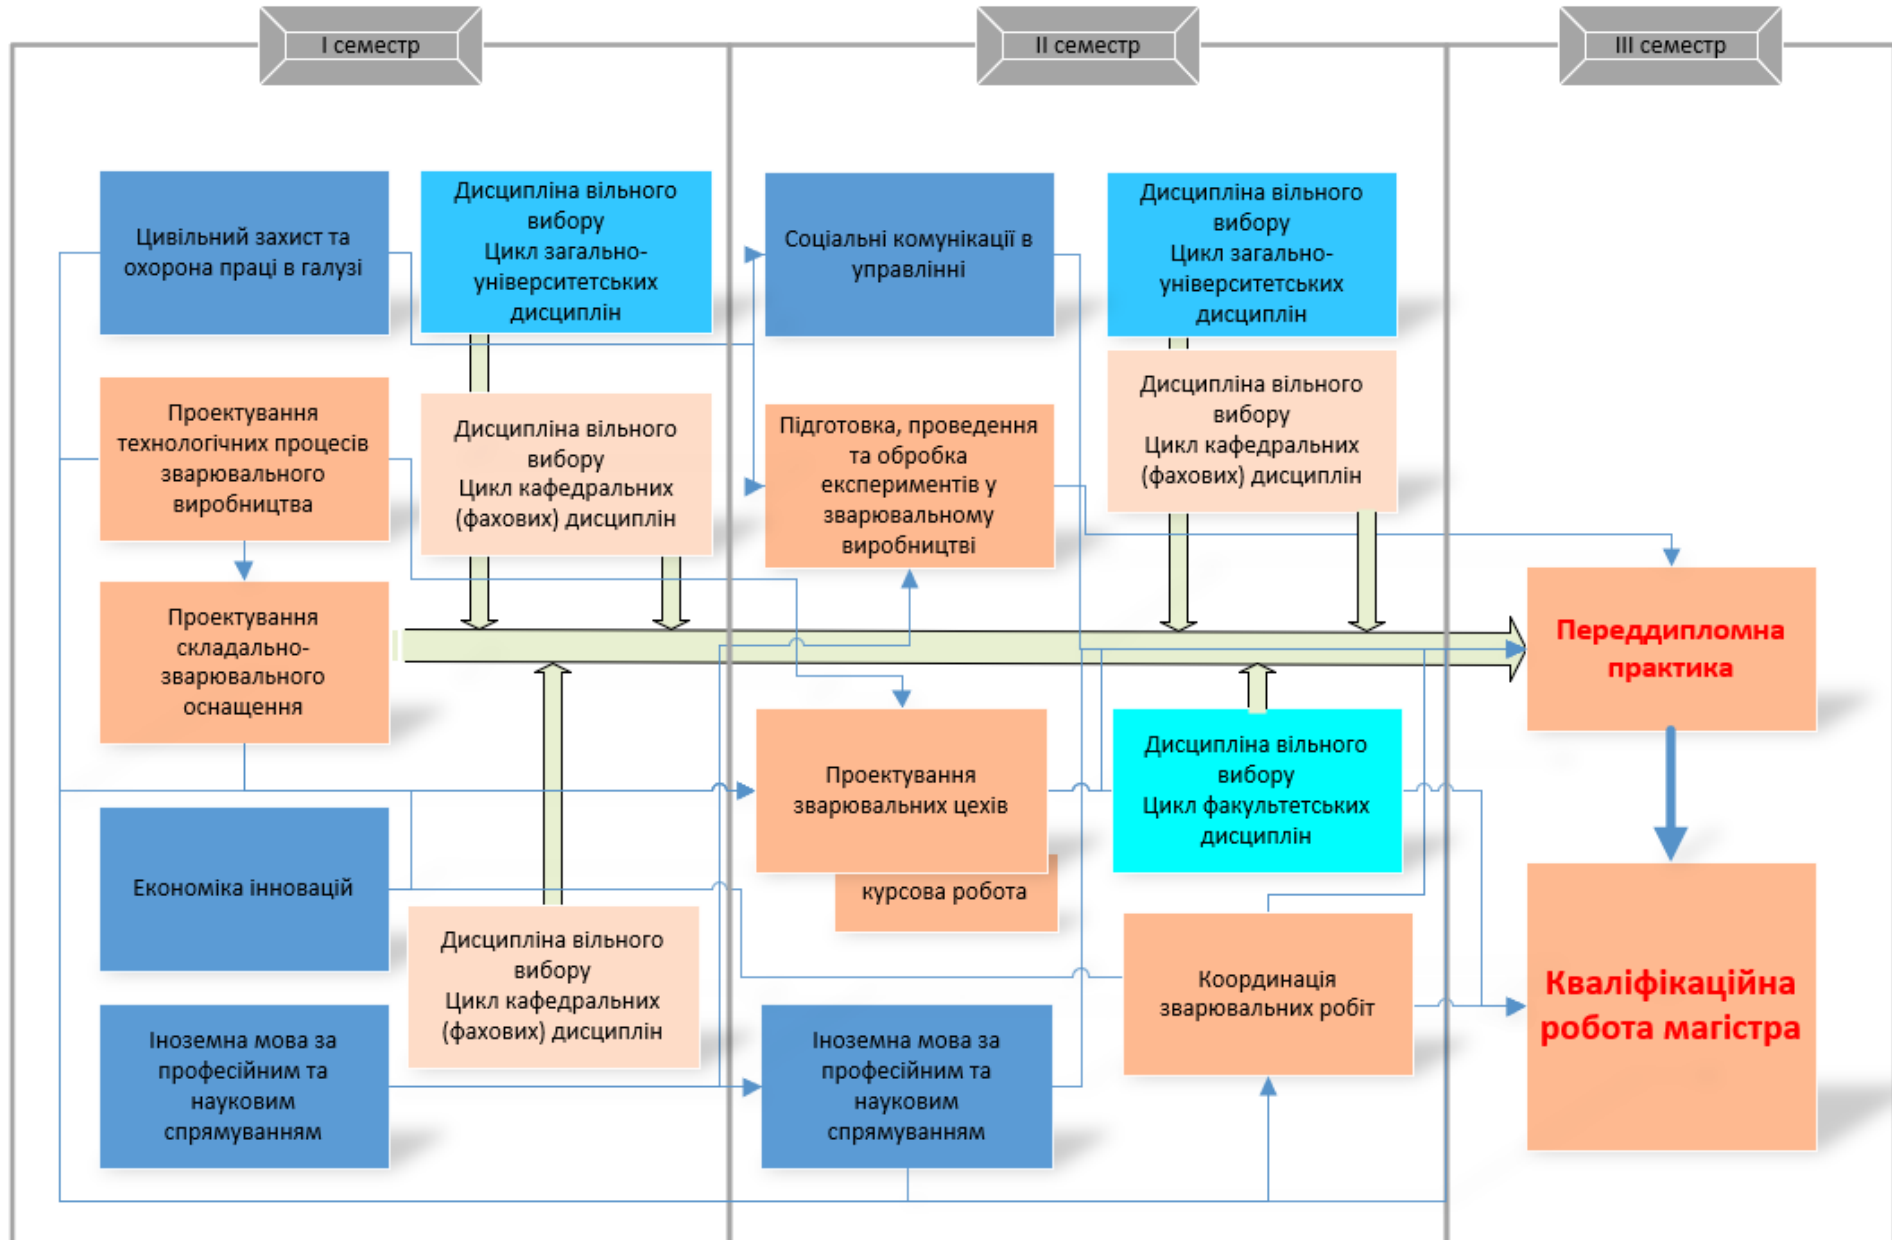 І семестр
ІІ семестр
ІІІ семестр
Цивільний захист та
охорона праці в галузі
Проектування
технологічних процесів
зварювального
виробництва
Проектування
складально-
зварювального
оснащення
Економіка інновацій
Іноземна мова за
професійним та
науковим
спрямуванням
Дисципліна вільного
вибору
Цикл загально-
університетських
дисциплін
Дисципліна вільного
вибору
Цикл кафедральних
(фахових) дисциплін
Дисципліна вільного
вибору
Цикл кафедральних
(фахових) дисциплін
Соціальні комунікації в
управлінні
Підготовка, проведення
та обробка
експериментів у
зварювальному
виробництві
Проектування
зварювальних цехів
курсова робота
Іноземна мова за
професійним та
науковим
спрямуванням
Дисципліна вільного
вибору
Цикл загально-
університетських
дисциплін
Дисципліна вільного
вибору
Цикл кафедральних
(фахових) дисциплін
Дисципліна вільного
вибору
Цикл факультетських
дисциплін
Координація
зварювальних робіт
Переддипломна
практика
Кваліфікаційна
робота магістра